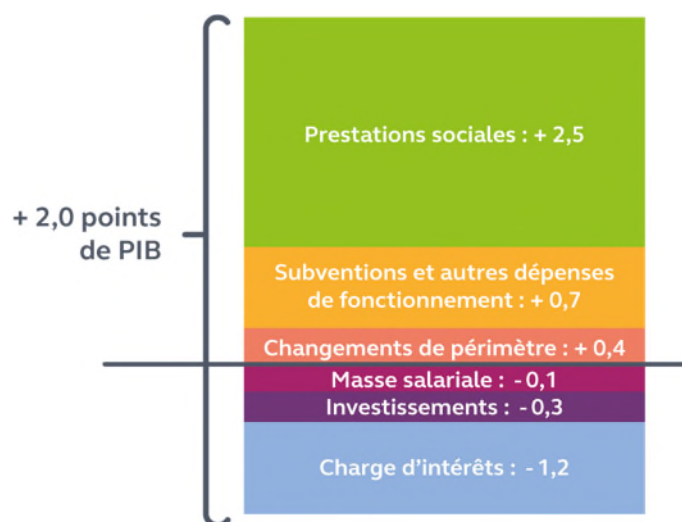 + 2,0 points
de PIB
Prestations sociales : + 2,5
Subventions et autres dépenses
de fonctionnement : + 0,7
Changements de périmètre : + 0,4
Masse salariale : - 0,1
Investissements : - 0,3
Charge d’intérêts : - 1,2